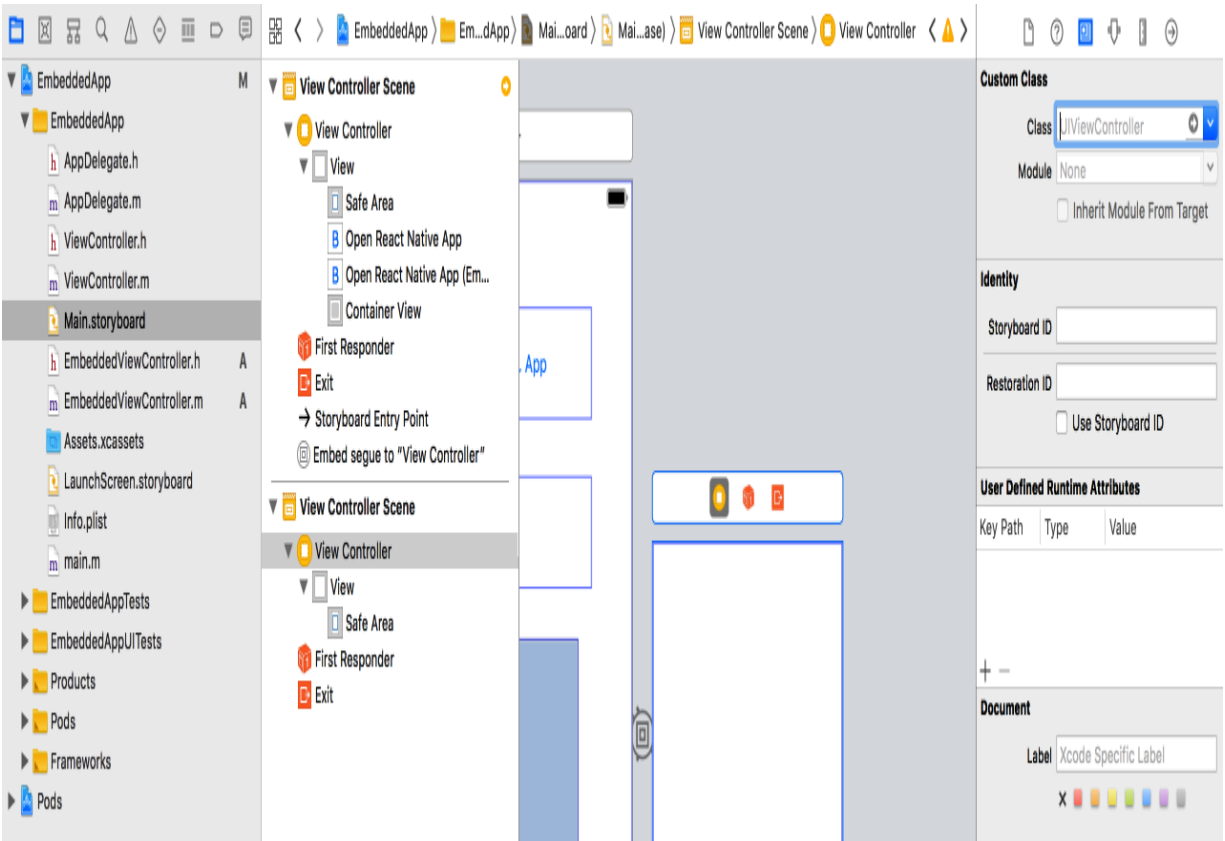 EmbeddedApp
Em...dApp
Mai...oard
Mai...ase)
View Controller Scene
View Controller
EmbeddedApp M
EmbeddedApp
AppDelegate.h
AppDelegate.m
ViewController.h
ViewController.m
Main.storyboard
EmbeddedViewController.h A
EmbeddedViewController.m A
Assets.xcassets
LaunchScreen.storyboard
Info.plist
main.m
EmbeddedAppTests
EmbeddedAppUITests
Products
Pods
Frameworks
Pods
View Controller Scene
View Controller
View
Safe Area
B Open React Native App
B Open React Native App (Em...
Container View
First Responder
Exit
Storyboard Entry Point
Embed segue to "View Controller"
View Controller Scene
View Controller
View
Safe Area
First Responder
Exit
App
Custom Class
Class UIViewController
Module None
Inherit Module From Target
Identity
Storyboard ID
Restoration ID
Use Storyboard ID
User Defined Runtime Attributes
Key Path Type Value
Document
Label Xcode Specific Label